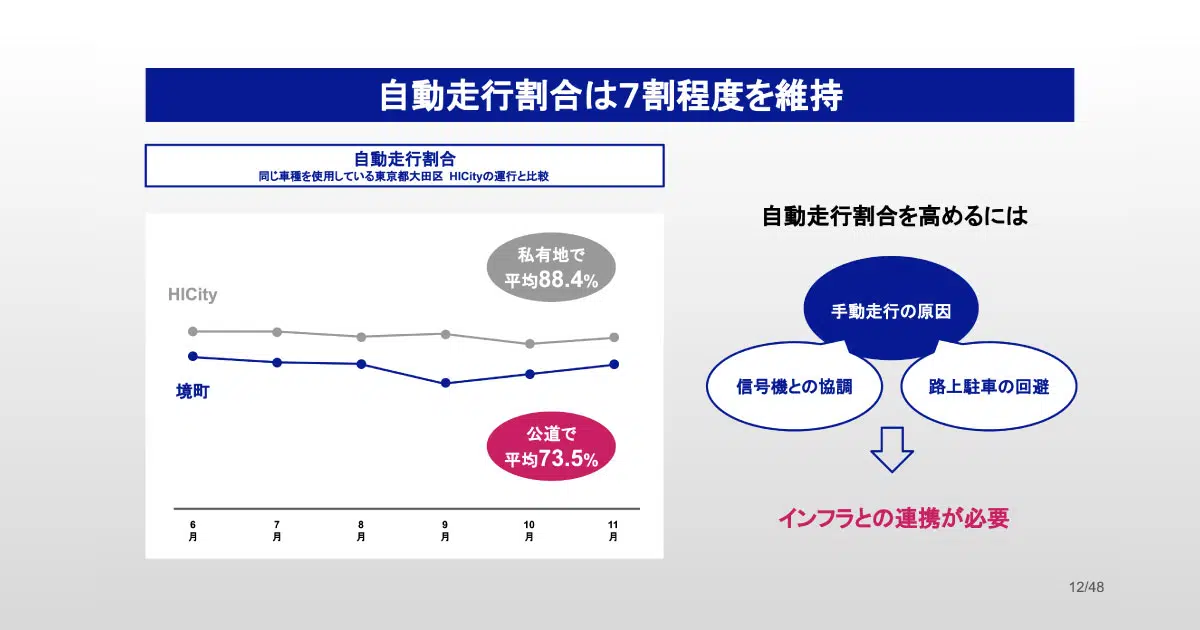 自動走行割合は7割程度を維持
自動走行割合
同じ車種を使用している東京都大田区 HICityの運行と比較
私有地で
平均88.4%
HICity
境町
公道で
平均73.5%
6月
7月
8月
9月
10月
11月
自動走行割合を高めるには
手動走行の原因
信号機との協調
路上駐車の回避
インフラとの連携が必要
12/48